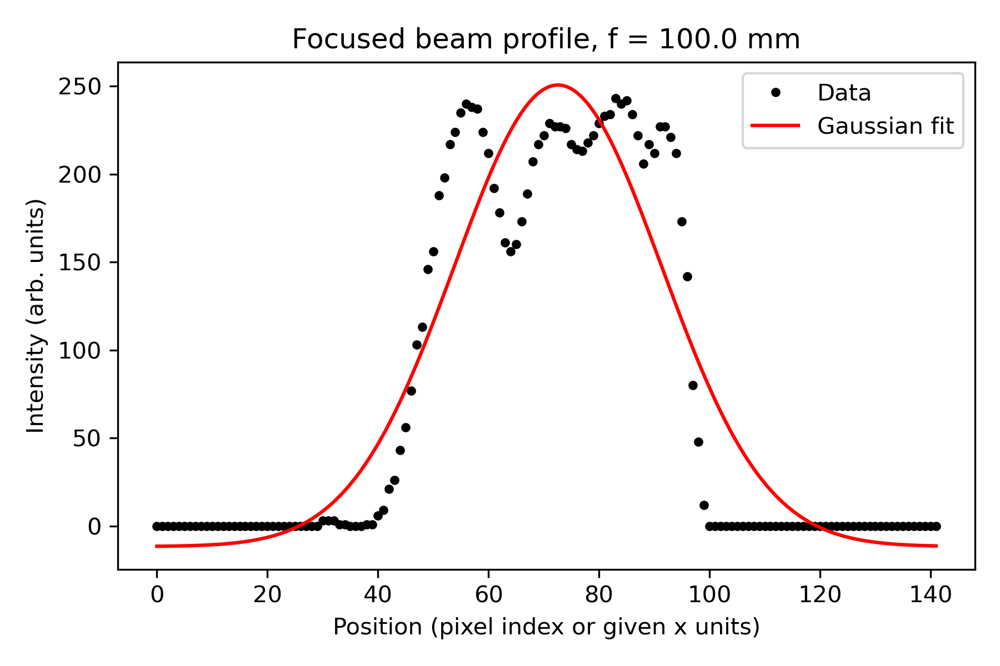 Focused beam profile, f = 100.0 mm
Data
Gaussian fit
Intensity (arb. units)
250
200
150
100
50
0
0 20 40 60 80 100 120 140
Position (pixel index or given x units)